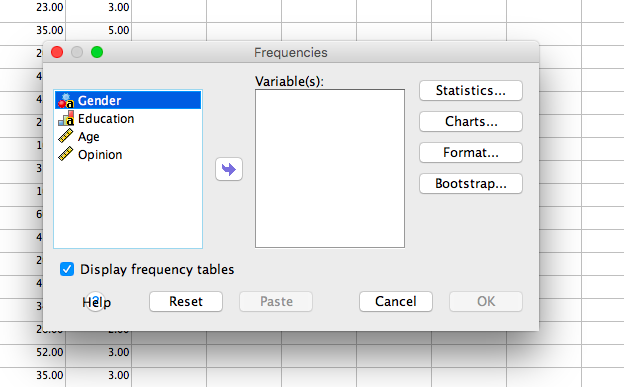 23.00 3.00
35.00 5.00
Frequencies
Variable(s):
Gender
Education
Age
Opinion
Statistics...
Charts...
Format...
Bootstrap...
Display frequency tables
Help
Reset
Paste
Cancel
OK
52.00 3.00
35.00 3.00